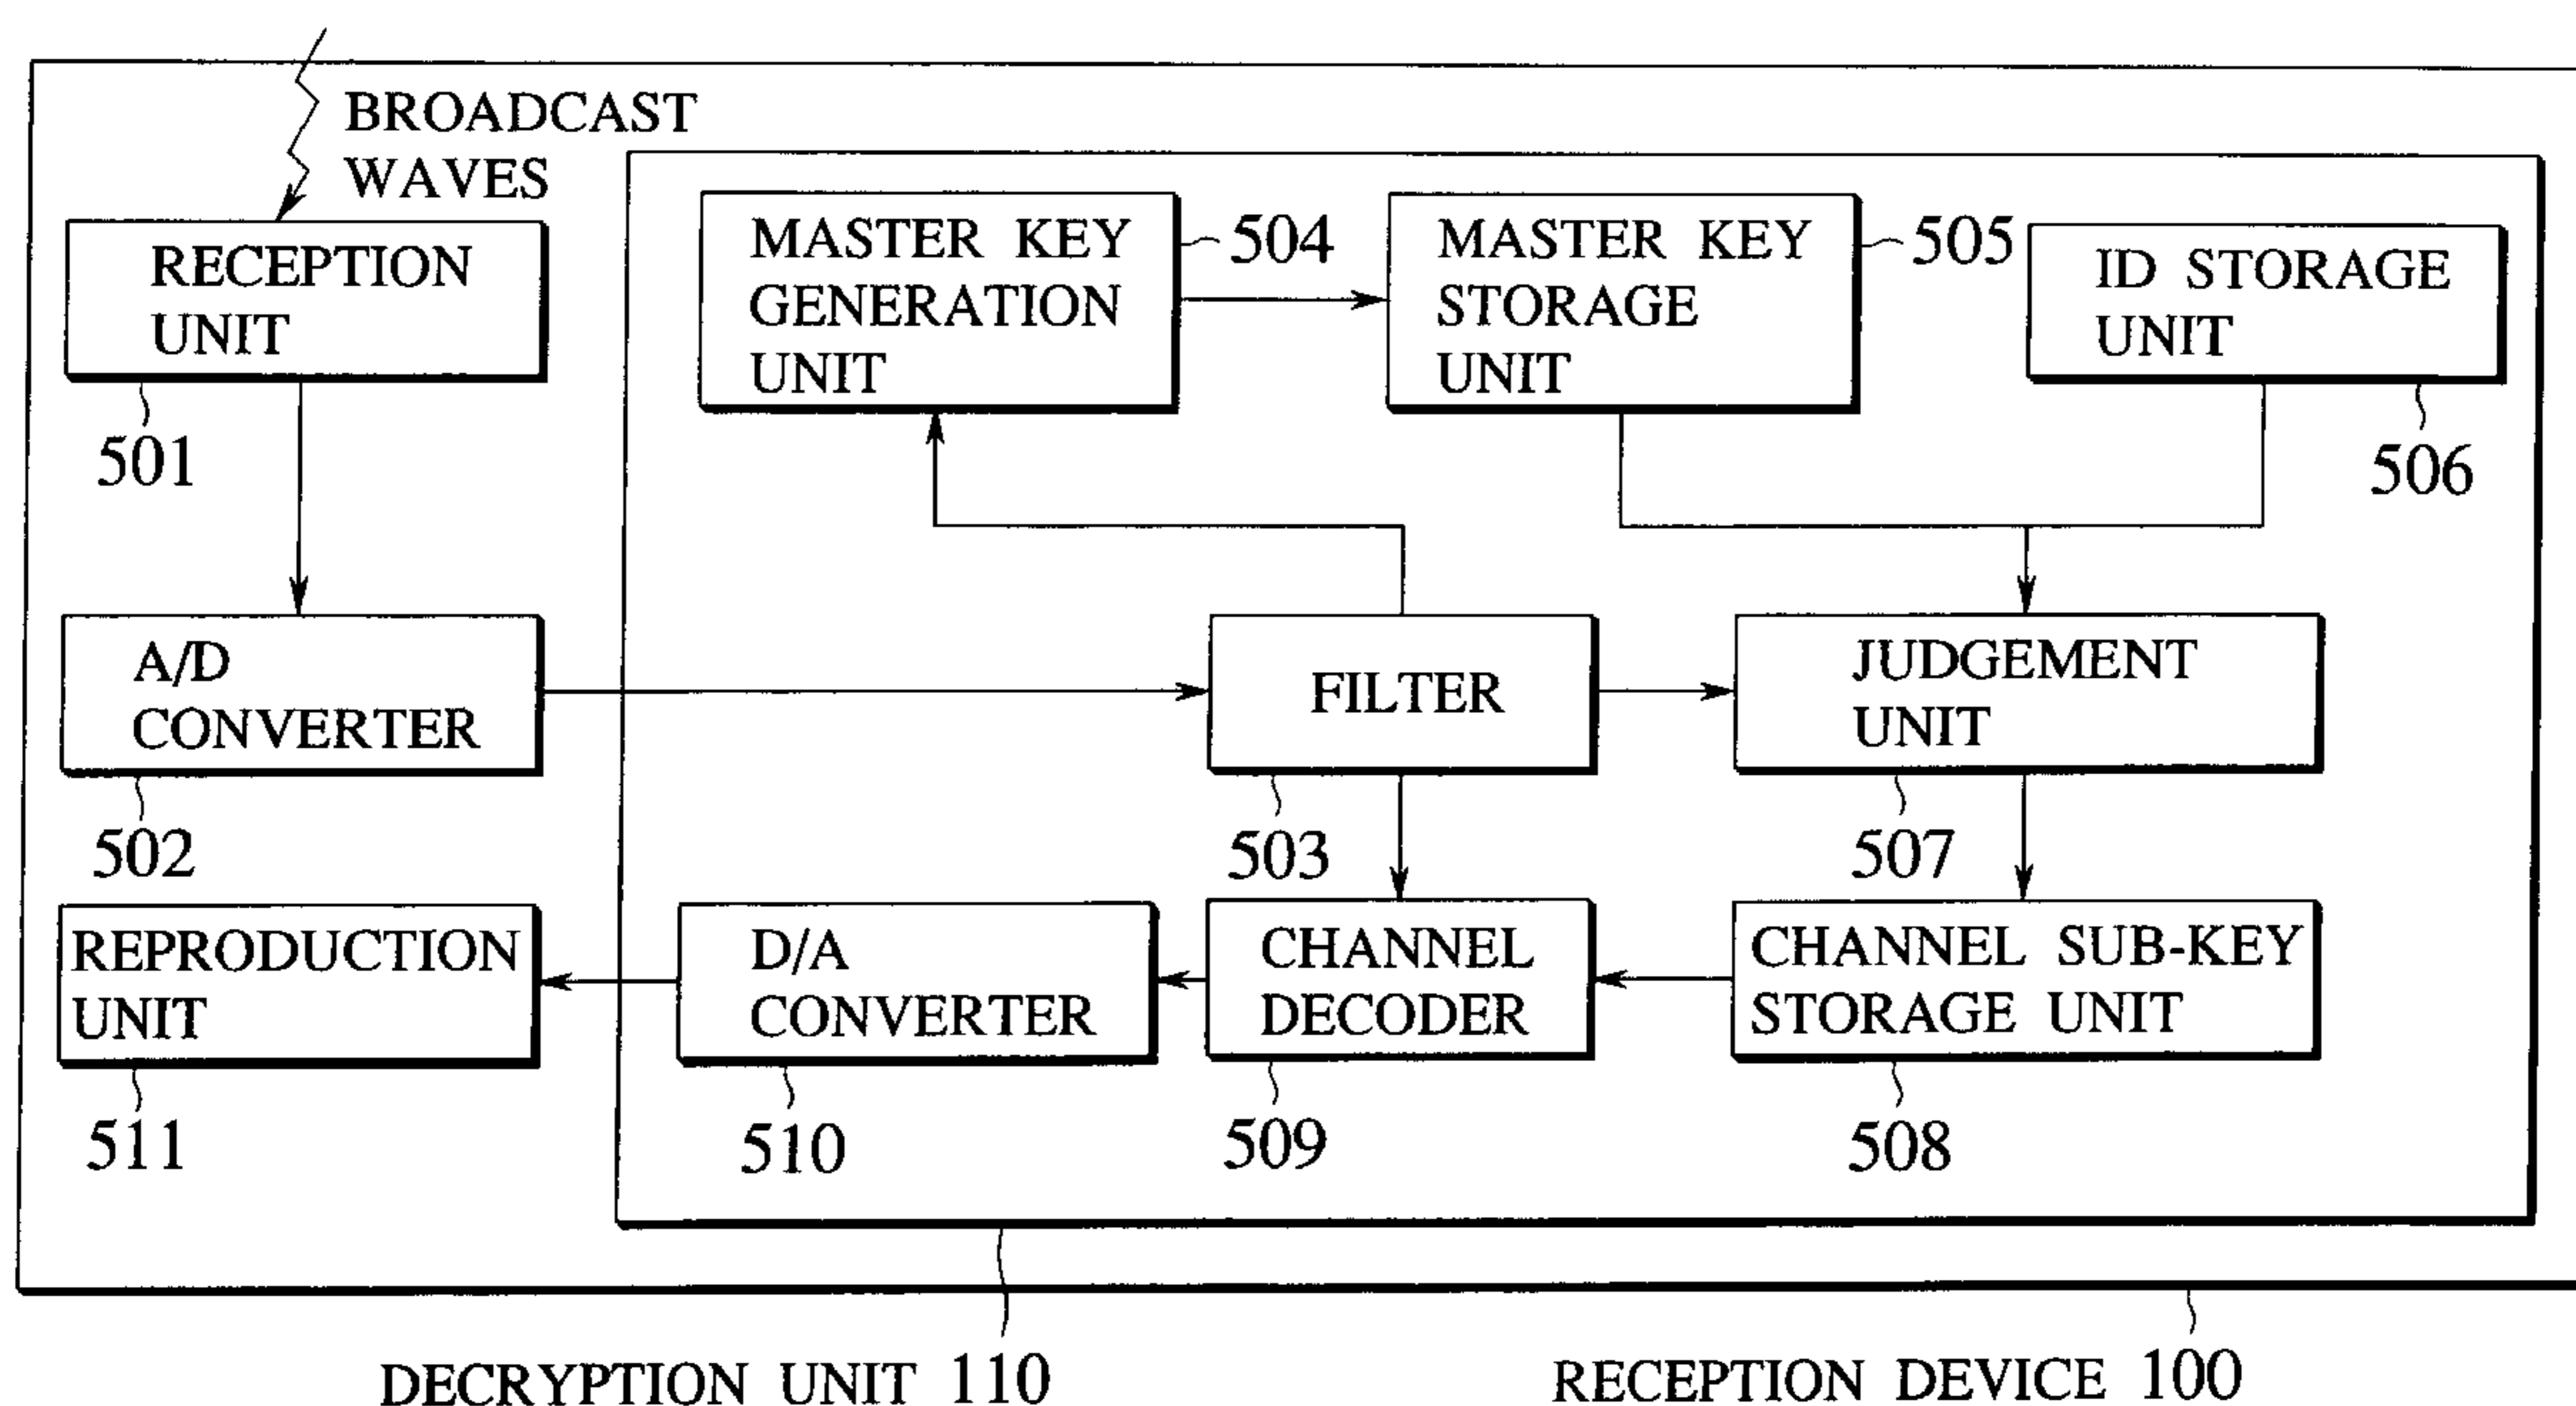 BROADCAST
WAVES
RECEPTION
UNIT
501
MASTER KEY
GENERATION
UNIT
504
MASTER KEY
STORAGE
UNIT
505
ID STORAGE
UNIT
506
A/D
CONVERTER
502
FILTER
503
JUDGEMENT
UNIT
507
REPRODUCTION
UNIT
511
D/A
CONVERTER
510
CHANNEL
DECODER
509
CHANNEL SUB-KEY
STORAGE UNIT
508
DECRYPTION UNIT 110
RECEPTION DEVICE 100